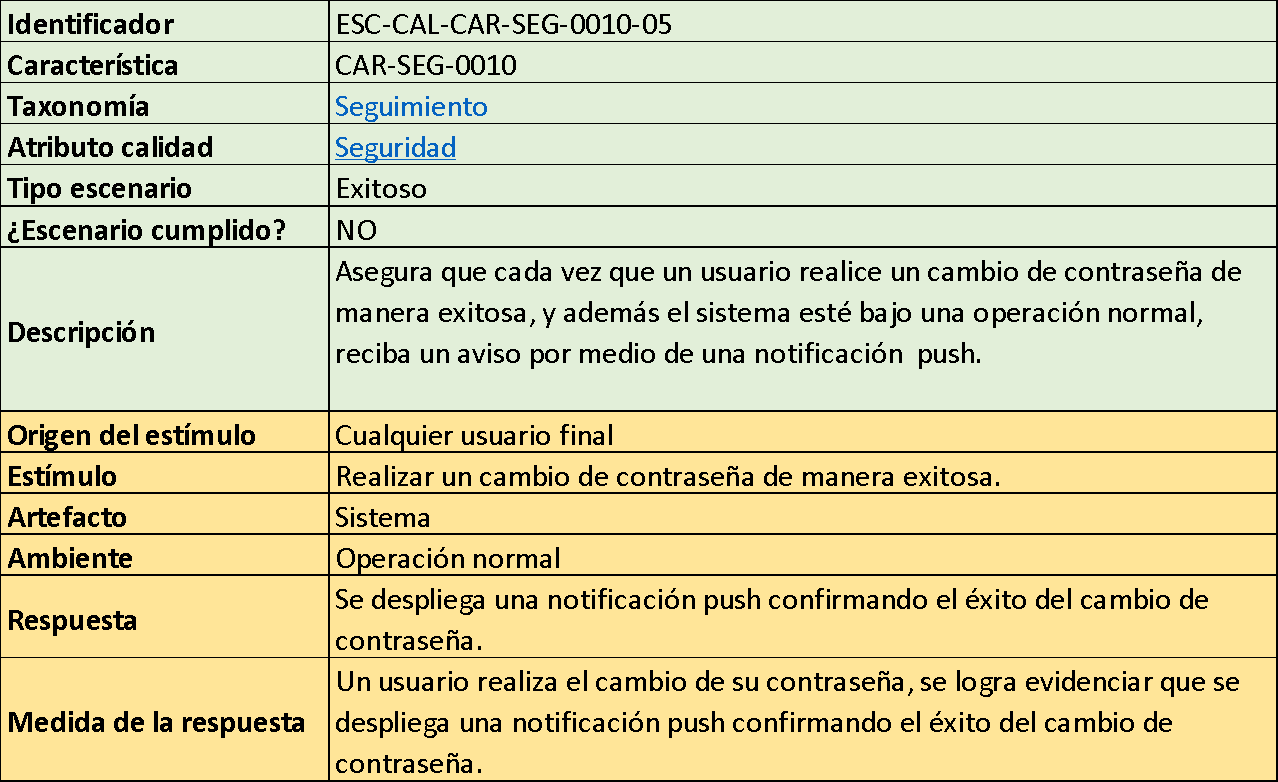 Identificador ESC-CAL-CAR-SEG-0010-05
Característica CAR-SEG-0010
Taxonomía Seguimiento
Atributo calidad Seguridad
Tipo escenario Exitoso
¿Escenario cumplido? NO
Descripción Asegura que cada vez que un usuario realice un cambio de contraseña de
manera exitosa, y además el sistema esté bajo una operación normal,
reciba un aviso por medio de una notificación  push.
Origen del estímulo Cualquier usuario final
Estímulo Realizar un cambio de contraseña de manera exitosa.
Artefacto Sistema
Ambiente Operación normal
Respuesta Se despliega una notificación push confirmando el éxito del cambio de
contraseña.
Medida de la respuesta Un usuario realiza el cambio de su contraseña, se logra evidenciar que se
despliega una notificación push confirmando el éxito del cambio de
contraseña.